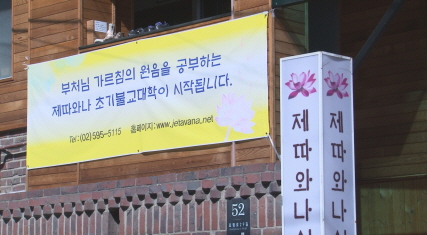 부처님 가르침의 원음을 공부하는
제따와나 초기불교대학이 시작됩니다.
Tel:(02)595-5115 홈페이지:www.jetavana.net
제따와나
제따와나
52